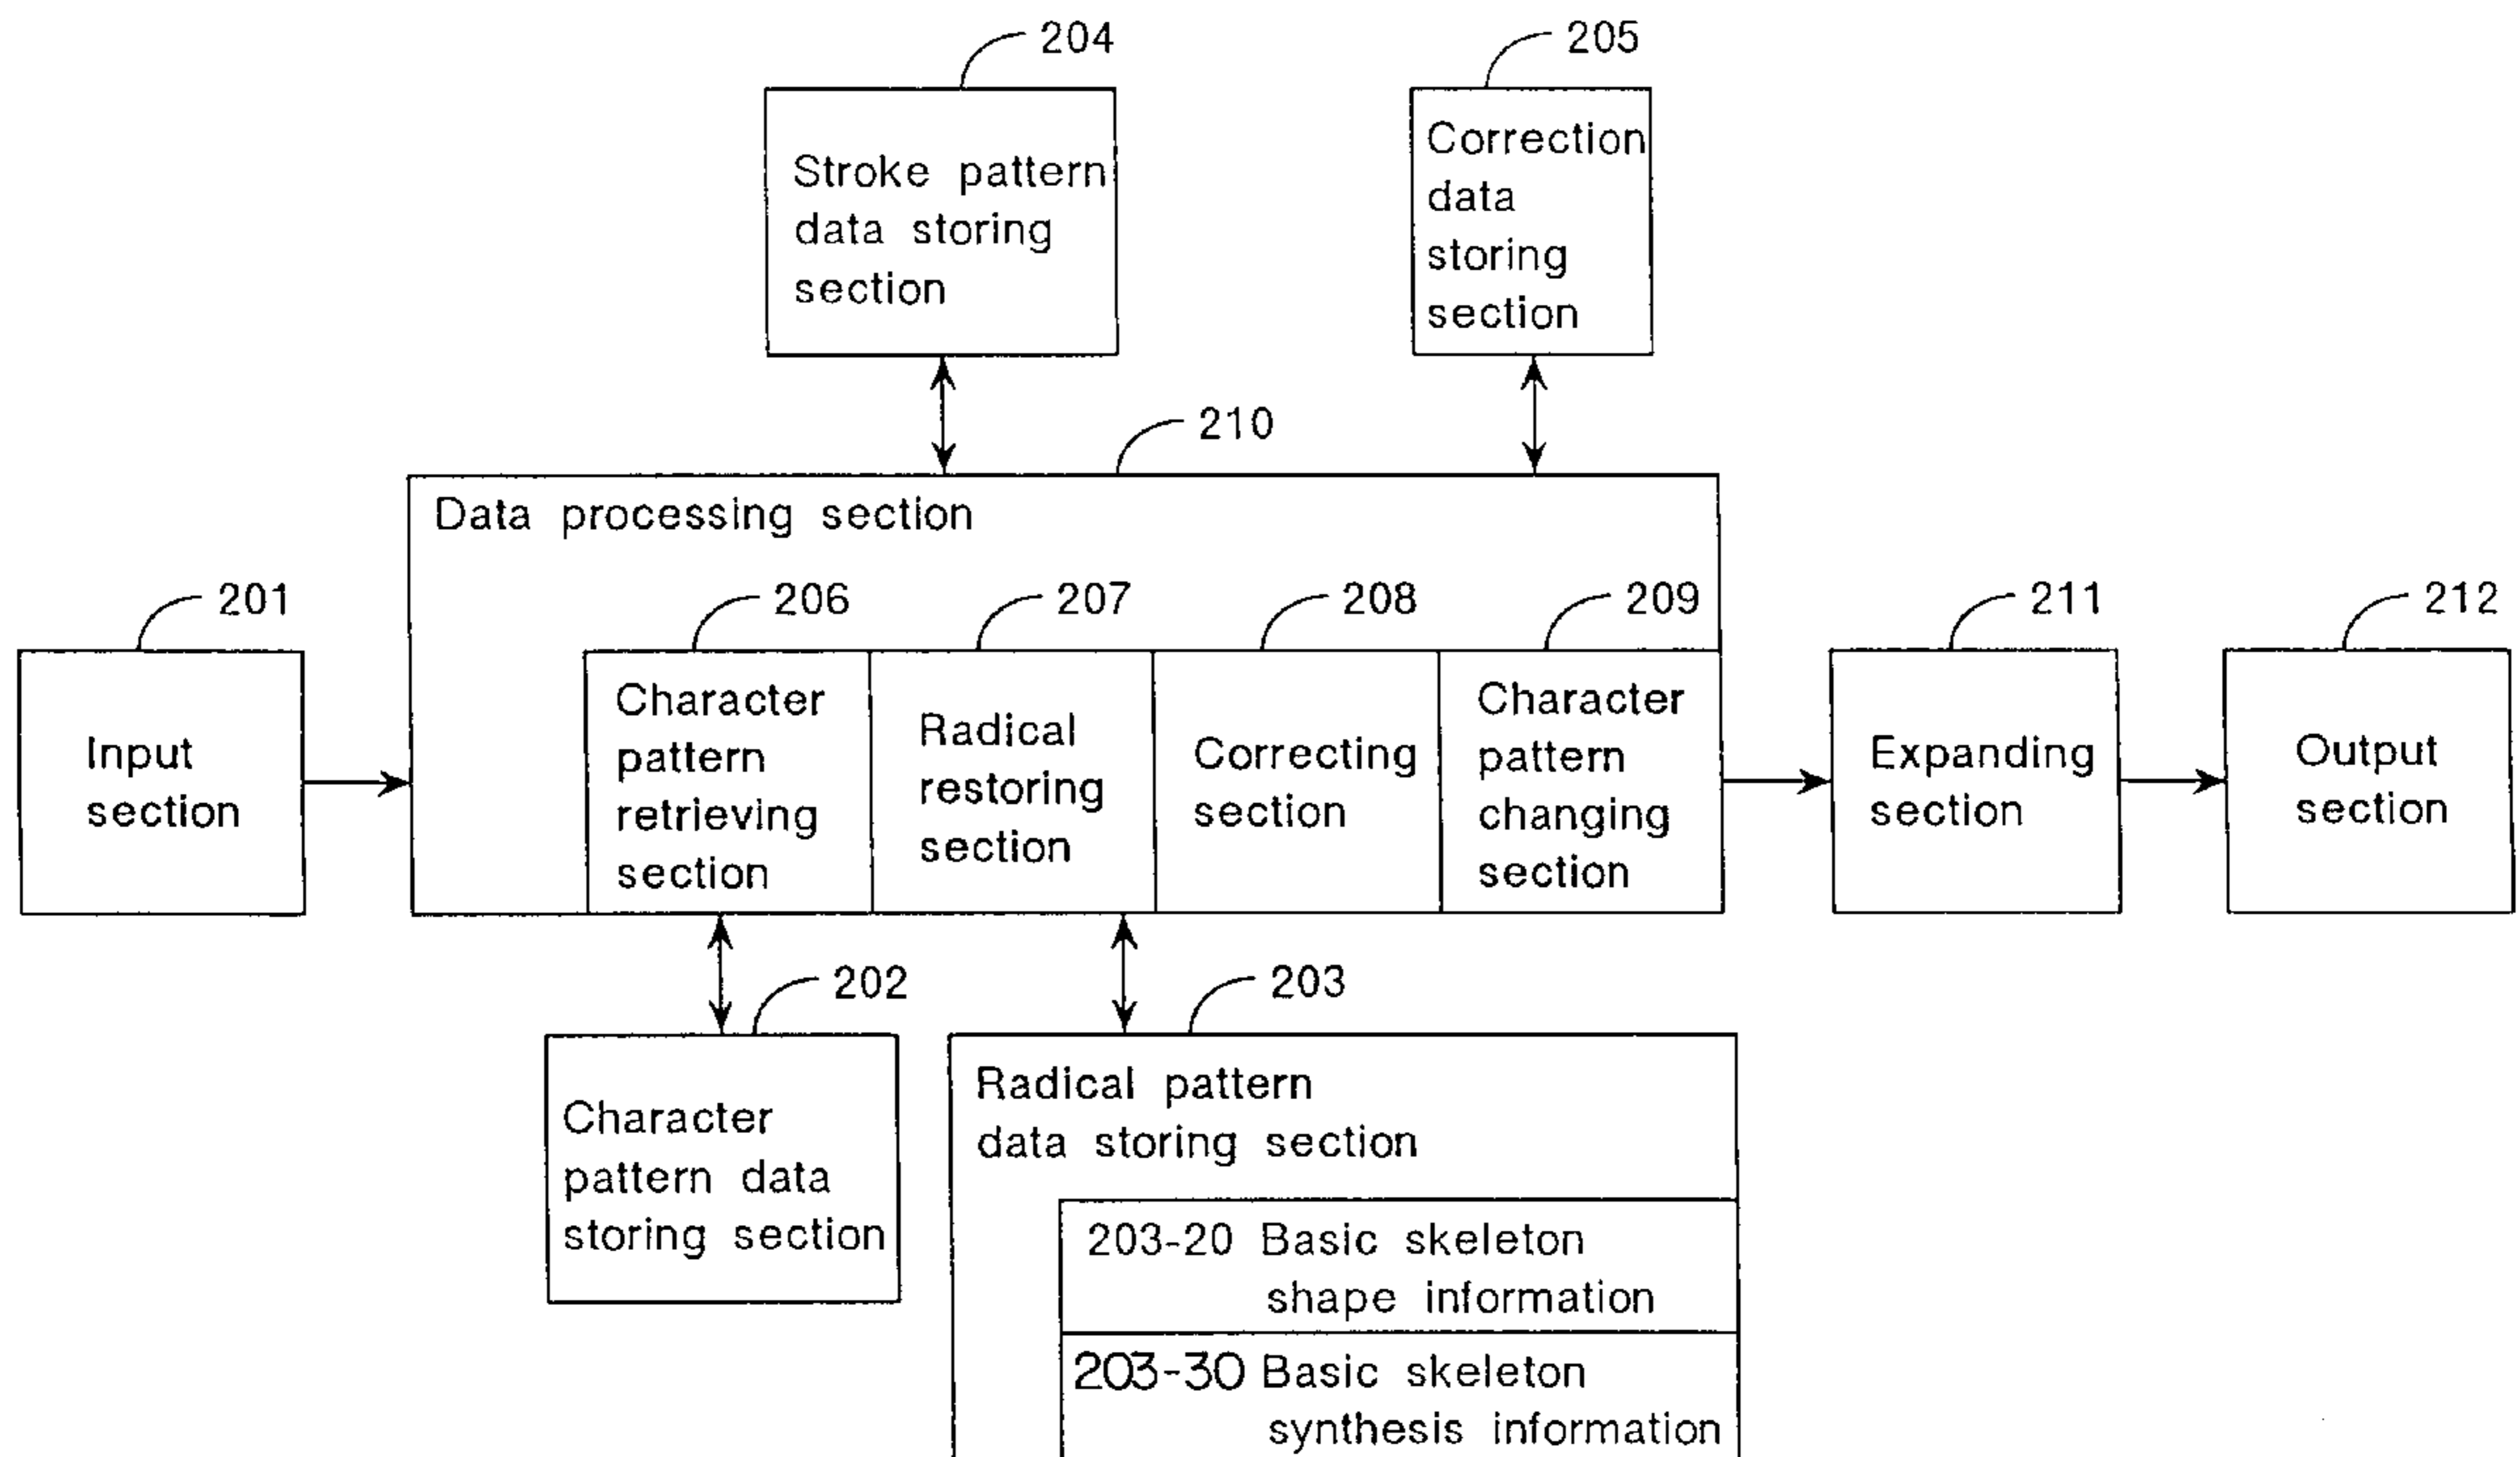 204
205
Stroke pattern
data storing
section
Correction
data
storing
section
210
Data processing section
201
206
207
208
209
211
212
Input
section
Character
pattern
retrieving
section
Radical
restoring
section
Correcting
section
Character
pattern
changing
section
Expanding
section
Output
section
202
203
Character
pattern data
storing section
Radical pattern
data storing section
203-20 Basic skeleton
shape information
203-30 Basic skeleton
synthesis information